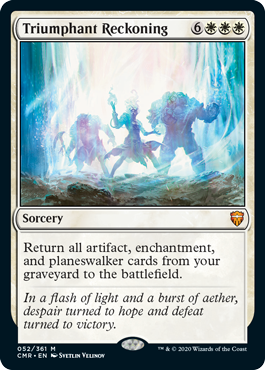 Triumphant Reckoning 6
Sorcery
Return all artifact, enchantment,
and planeswalker cards from your
graveyard to the battlefield.
In a flash of light and a burst of aether,
despair turned to hope and defeat
turned to victory.
052/361 M
CMR • EN Svetlin Velinov
™ & © 2020 Wizards of the Coast